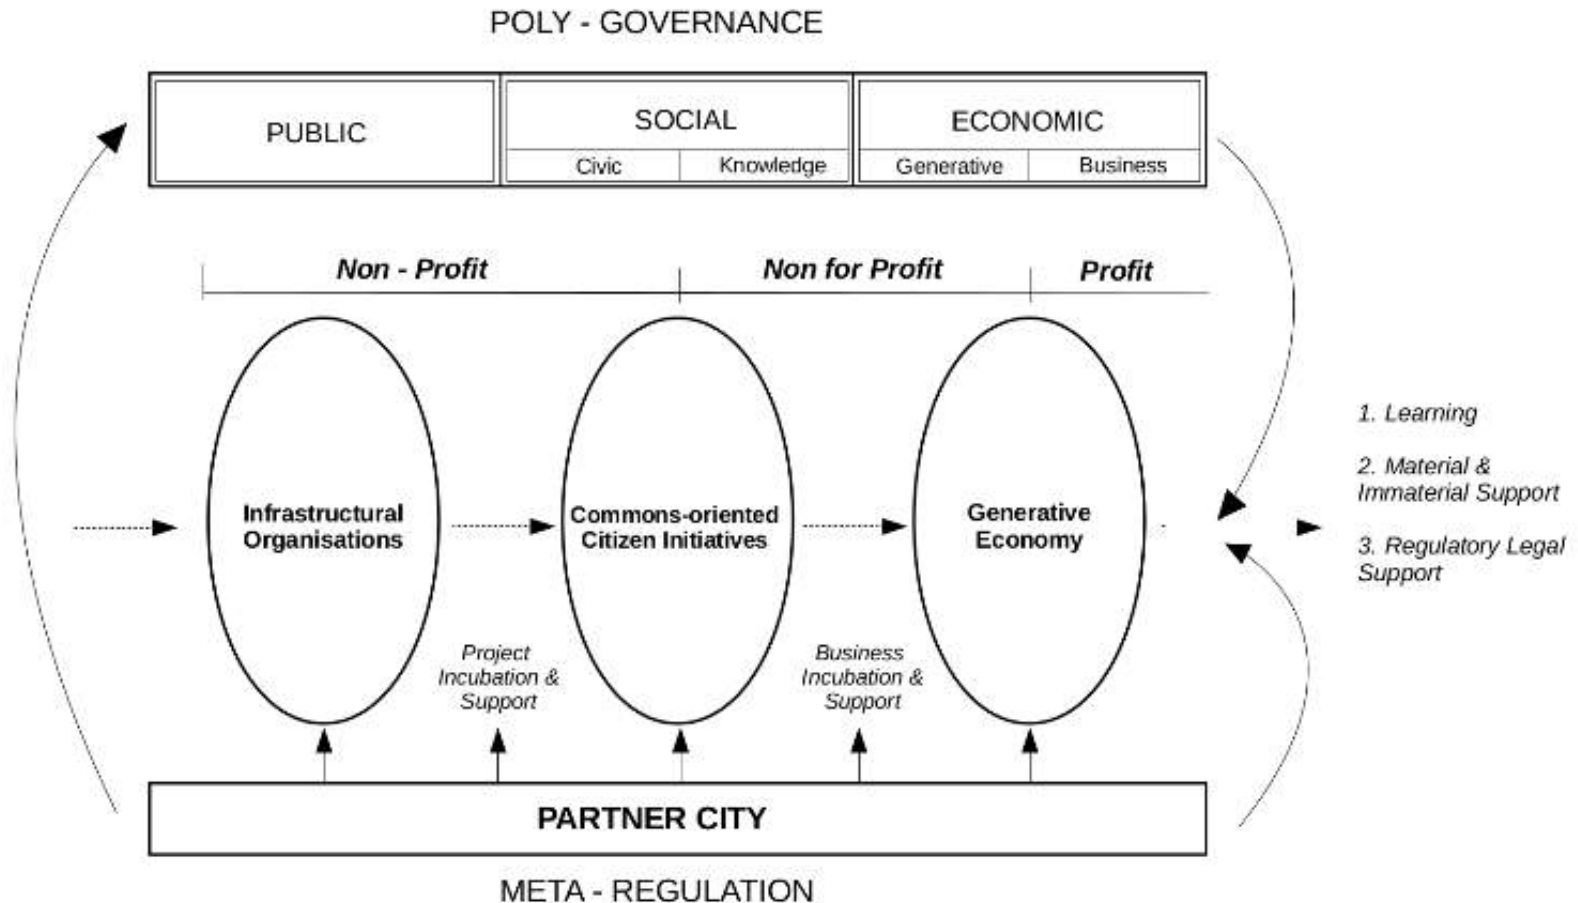 POLY - GOVERNANCE
PUBLIC
SOCIAL
ECONOMIC
Civic
Knowledge
Generative
Business
Non - Profit
Non for Profit
Profit
Infrastructural
Organisations
Commons-oriented
Citizen Initiatives
Generative
Economy
1. Learning
2. Material &
Immaterial Support
3. Regulatory Legal
Support
Project
Incubation &
Support
Business
Incubation &
Support
PARTNER CITY
META - REGULATION